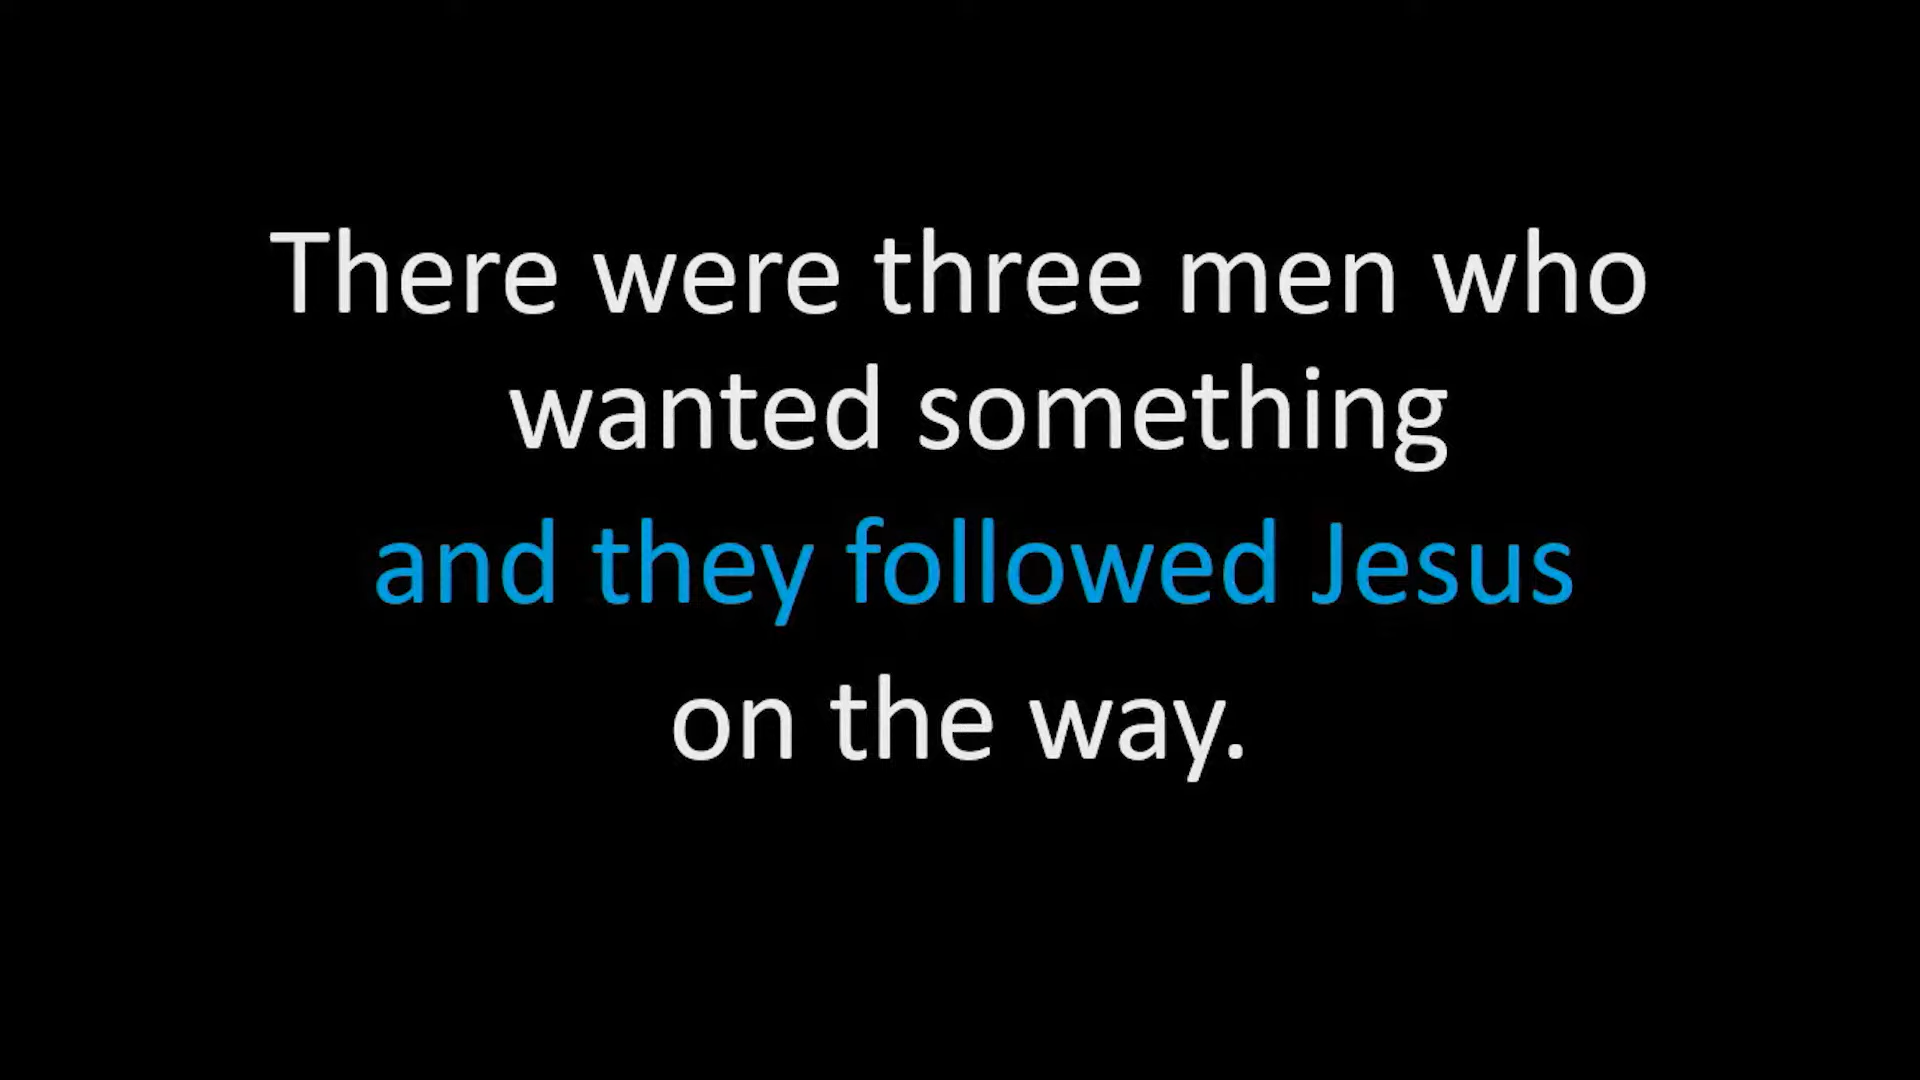 There were three men who
wanted something
and they followed Jesus
on the way.